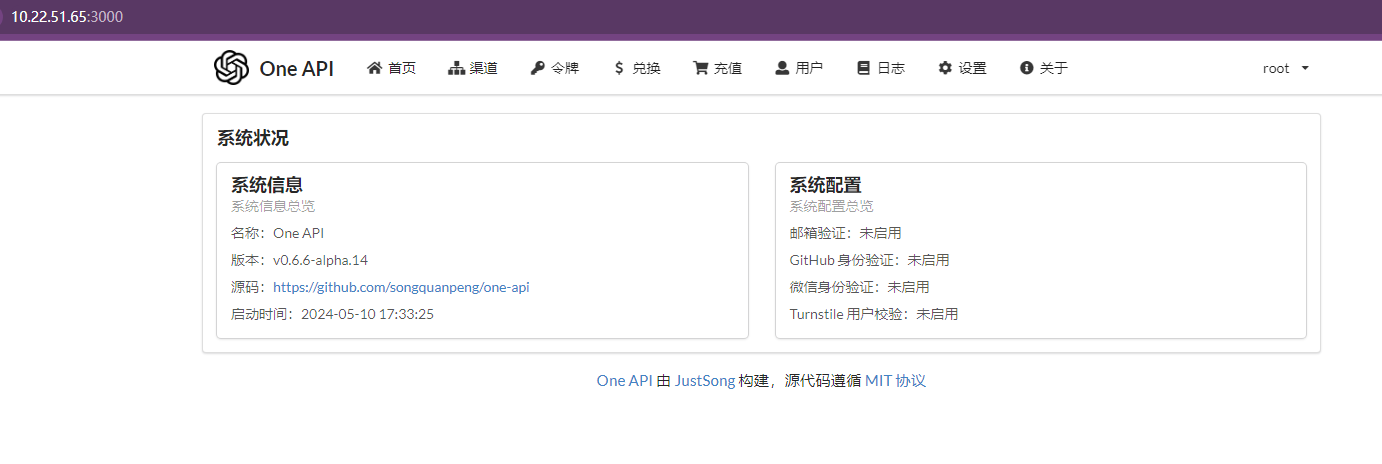 10.22.51.65:3000
One API 首页 渠道 令牌 兑换 充值 用户 日志 设置 关于 root
系统状况
系统信息
系统信息总览
名称：One API
版本：v0.6.6-alpha.14
源码：https://github.com/songquanpeng/one-api
启动时间：2024-05-10 17:33:25
系统配置
系统配置总览
邮箱验证：未启用
GitHub 身份验证：未启用
微信身份验证：未启用
Turnstile 用户校验：未启用
One API 由 JustSong 构建，源代码遵循 MIT 协议